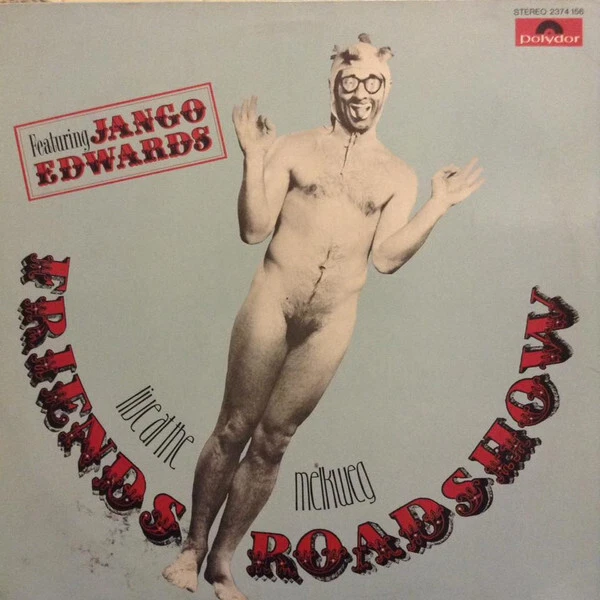 STEREO 2374 156
polydor
Featuring JANGO
EDWARDS
FRIENDS ROADSHOW
live at the
melkweg